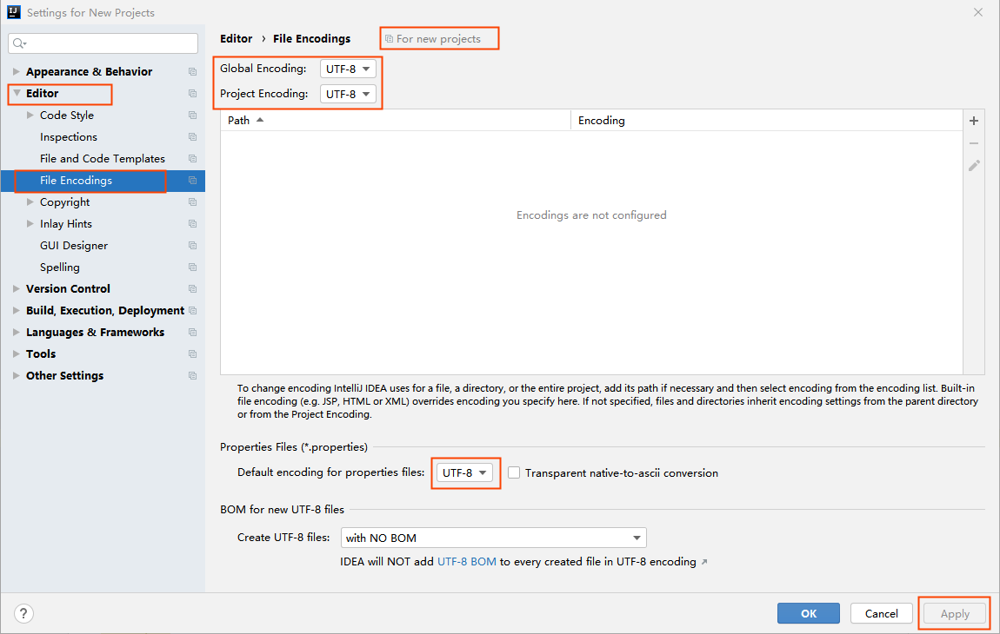 Settings for New Projects
Appearance & Behavior
Editor
Code Style
Inspections
File and Code Templates
File Encodings
Copyright
Inlay Hints
GUI Designer
Spelling
Version Control
Build, Execution, Deployment
Languages & Frameworks
Tools
Other Settings
Editor › File Encodings
For new projects
Global Encoding: UTF-8
Project Encoding: UTF-8
Path Encoding
Encodings are not configured
To change encoding IntelliJ IDEA uses for a file, a directory, or the entire project, add its path if necessary and then select encoding from the encoding list. Built-in
file encoding (e.g. JSP, HTML or XML) overrides encoding you specify here. If not specified, files and directories inherit encoding settings from the parent directory
or from the Project Encoding.
Properties Files (*.properties)
Default encoding for properties files: UTF-8 Transparent native-to-ascii conversion
BOM for new UTF-8 files
Create UTF-8 files: with NO BOM
IDEA will NOT add UTF-8 BOM to every created file in UTF-8 encoding ↗
? OK Cancel Apply